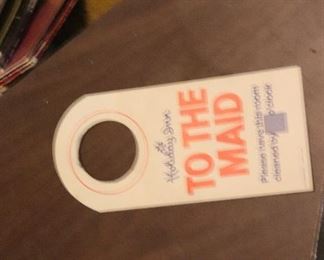 Holiday Inn
TO THE
MAID
Please have this room
cleaned by o'clock